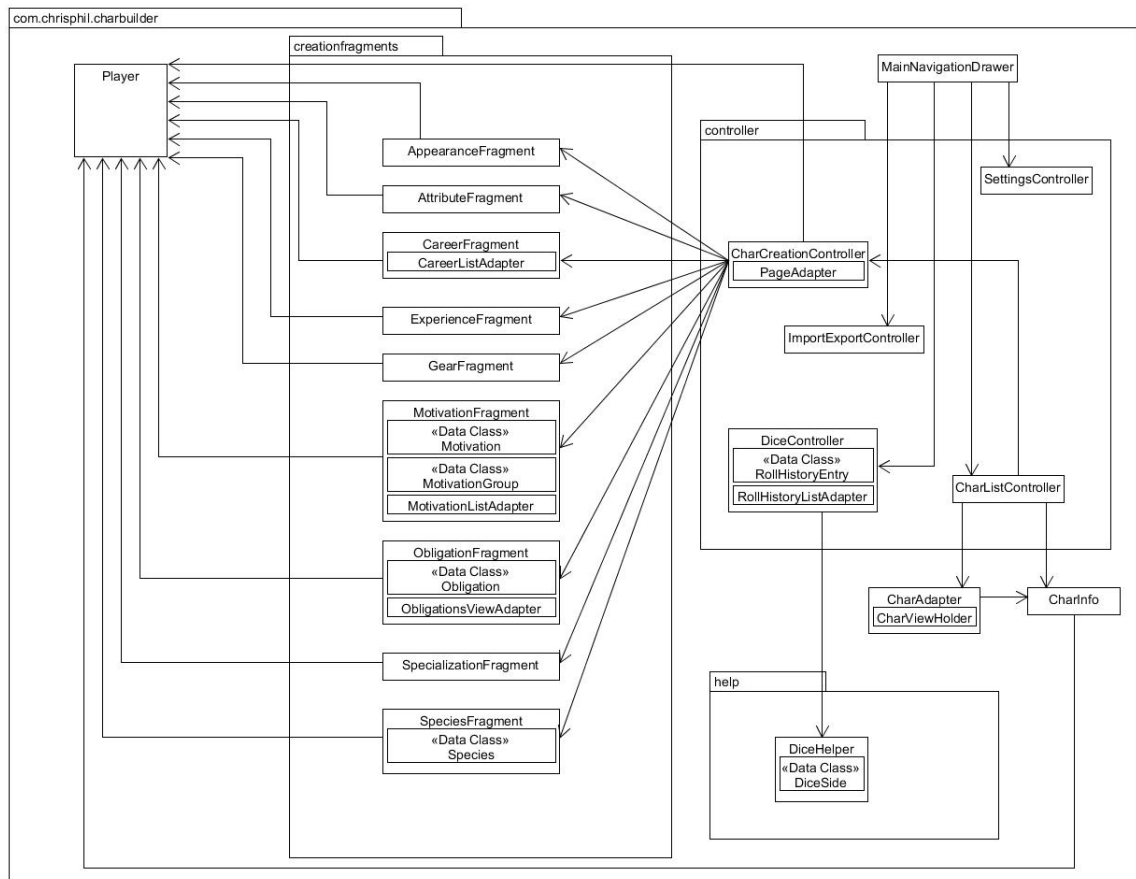 com.chrisphil.charbuilder
creationfragments
Player
MainNavigationDrawer
controller
AppearanceFragment
SettingsController
AttributeFragment
CareerFragment
CareerListAdapter
CharCreationController
PageAdapter
ExperienceFragment
ImportExportController
GearFragment
MotivationFragment
«Data Class»
Motivation
«Data Class»
MotivationGroup
MotivationListAdapter
DiceController
«Data Class»
RollHistoryEntry
RollHistoryListAdapter
CharListController
ObligationFragment
«Data Class»
Obligation
ObligationsViewAdapter
CharAdapter
CharViewHolder
CharInfo
SpecializationFragment
help
SpeciesFragment
«Data Class»
Species
DiceHelper
«Data Class»
DiceSide